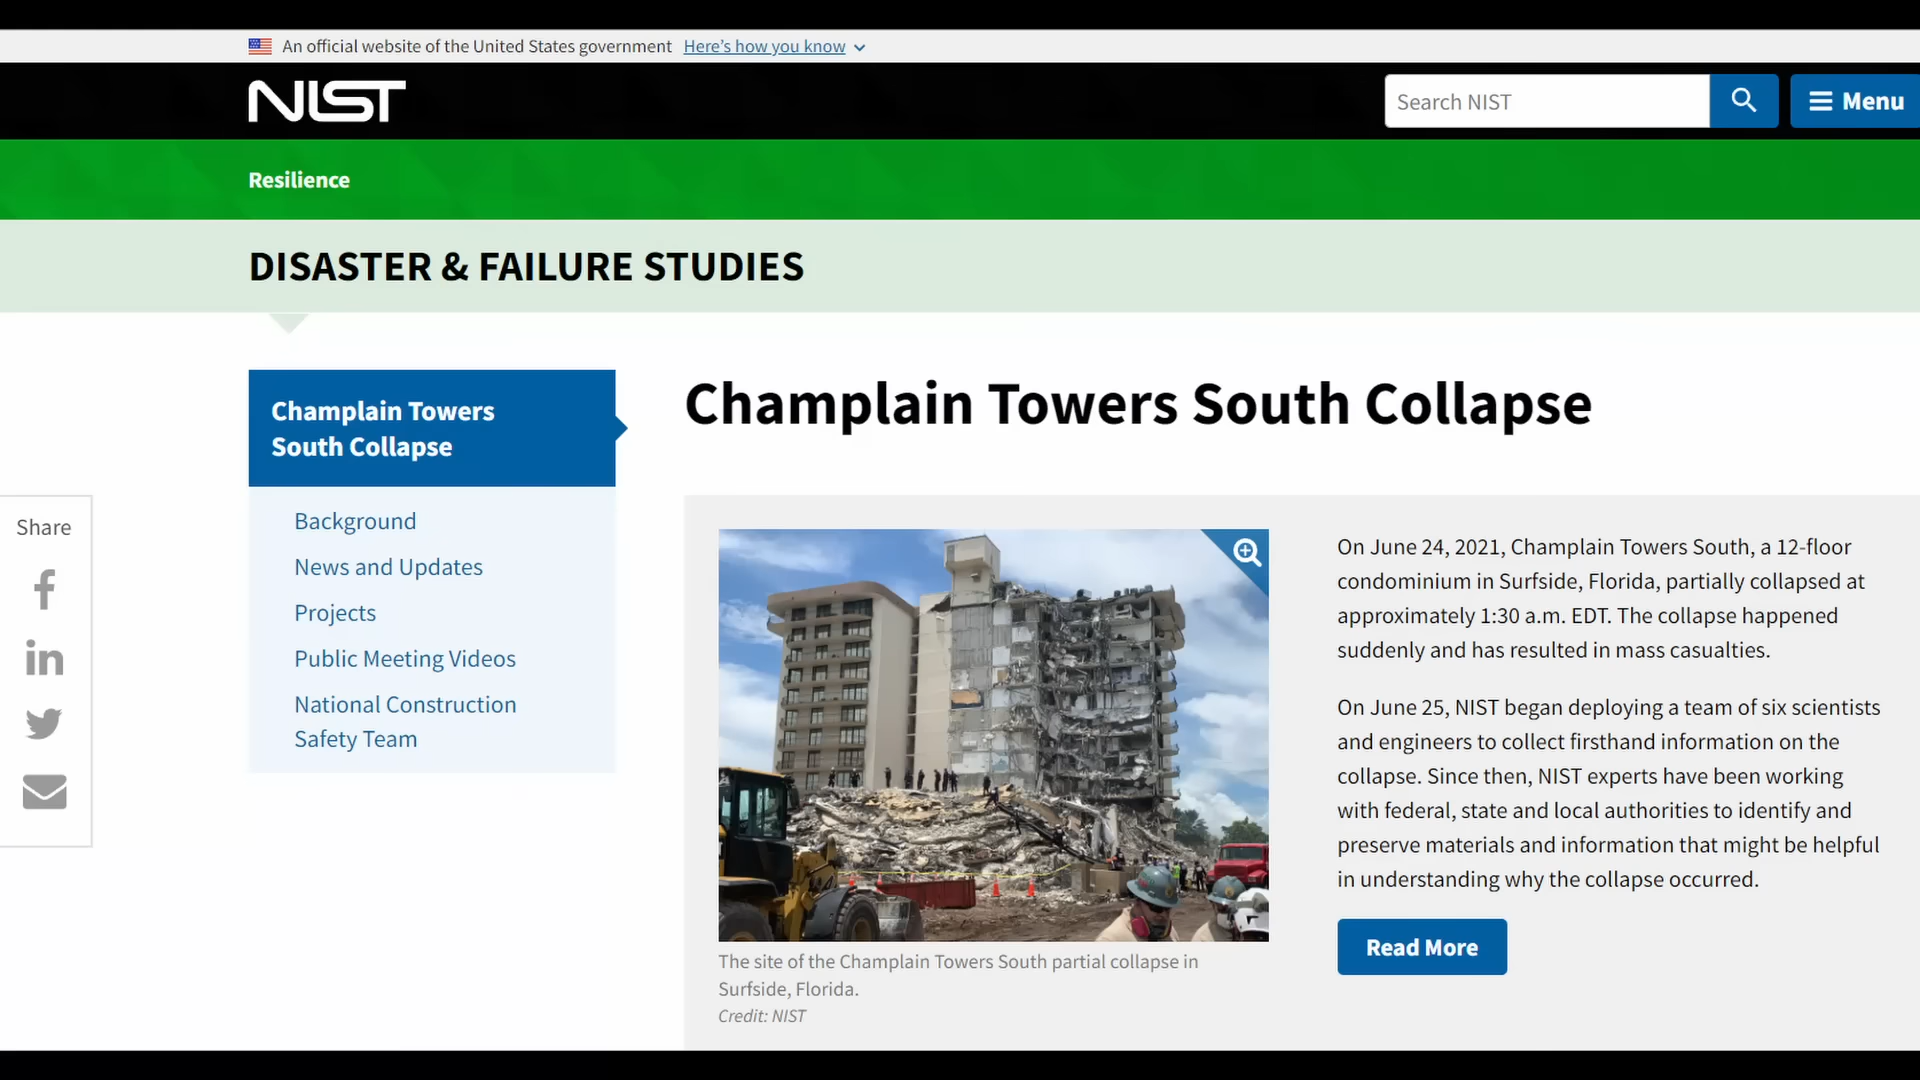 An official website of the United States government Here's how you know
NIST
Search NIST
Menu
Resilience
DISASTER & FAILURE STUDIES
Champlain Towers
South Collapse
Background
News and Updates
Projects
Public Meeting Videos
National Construction
Safety Team
Share
Champlain Towers South Collapse
On June 24, 2021, Champlain Towers South, a 12-floor
condominium in Surfside, Florida, partially collapsed at
approximately 1:30 a.m. EDT. The collapse happened
suddenly and has resulted in mass casualties.
On June 25, NIST began deploying a team of six scientists
and engineers to collect firsthand information on the
collapse. Since then, NIST experts have been working
with federal, state and local authorities to identify and
preserve materials and information that might be helpful
in understanding why the collapse occurred.
Read More
The site of the Champlain Towers South partial collapse in
Surfside, Florida.
Credit: NIST